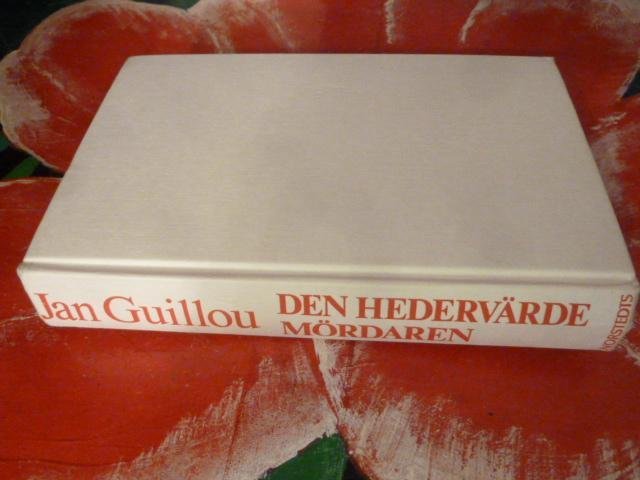 Jan Guillou
DEN HEDERVÄRDE
MÖRDAREN
NORSTEDTS